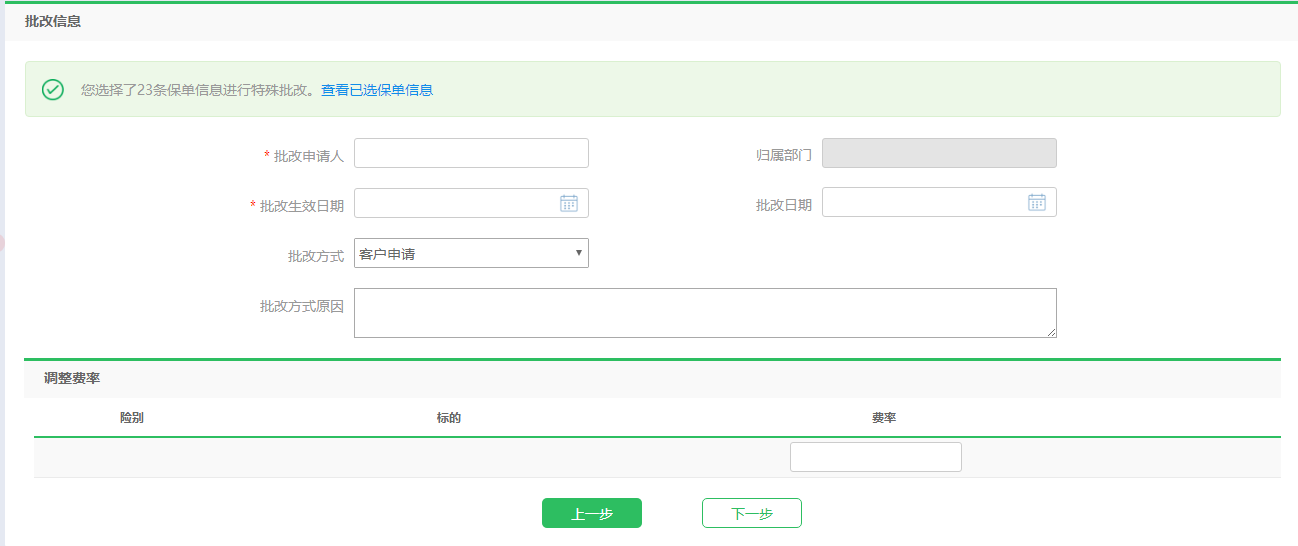 批改信息
您选择了23条保单信息进行特殊批改。查看已选保单信息
* 批改申请人 归属部门
* 批改生效日期 批改日期
批改方式 客户申请
批改方式原因
调整费率
险别 标的 费率
上一步 下一步